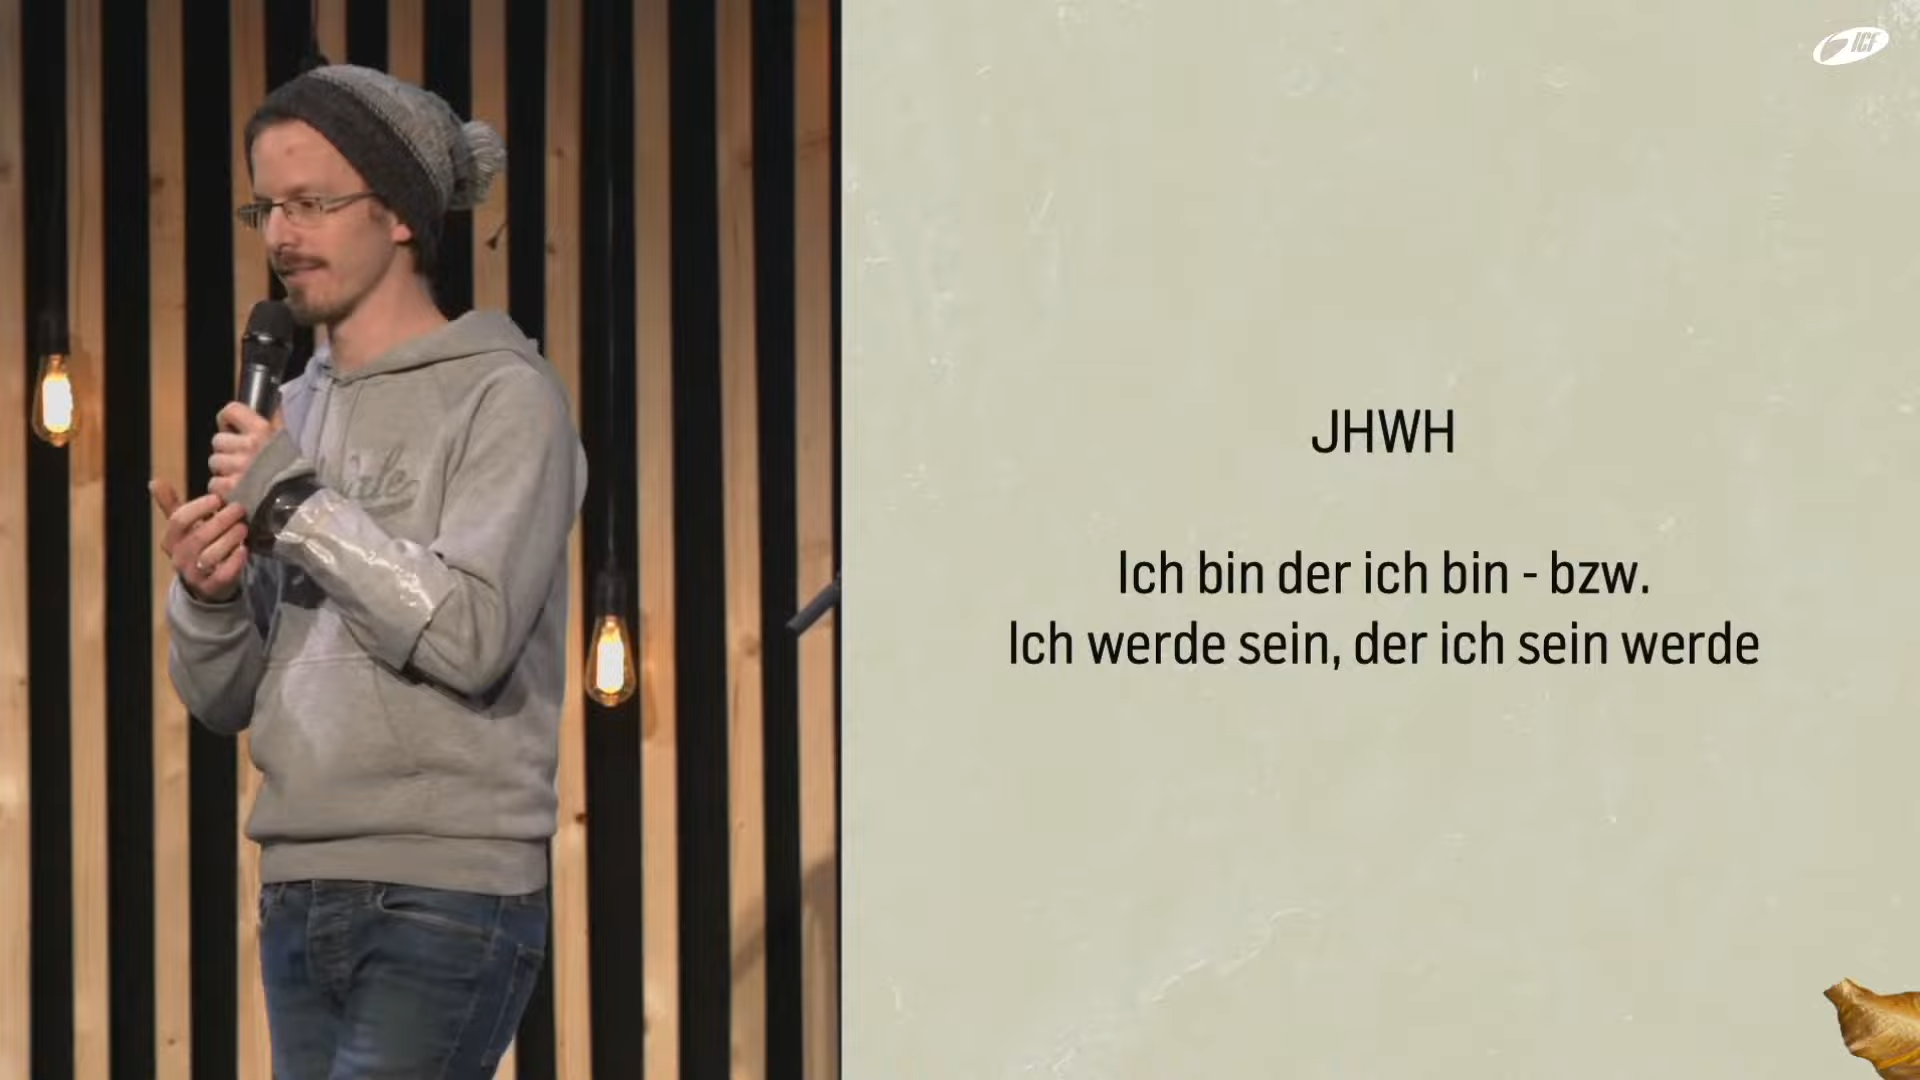 ICF
JHWH
Ich bin der ich bin - bzw.
Ich werde sein, der ich sein werde